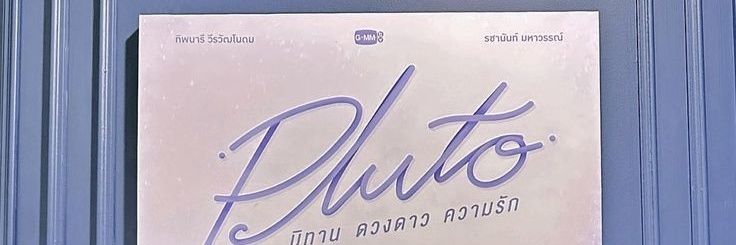 ทิพนารี วีรวัฒโนดม
G-MM TV
รชานันท์ มหาวรรณ์
Pluto
นิทาน ดวงดาว ความรัก